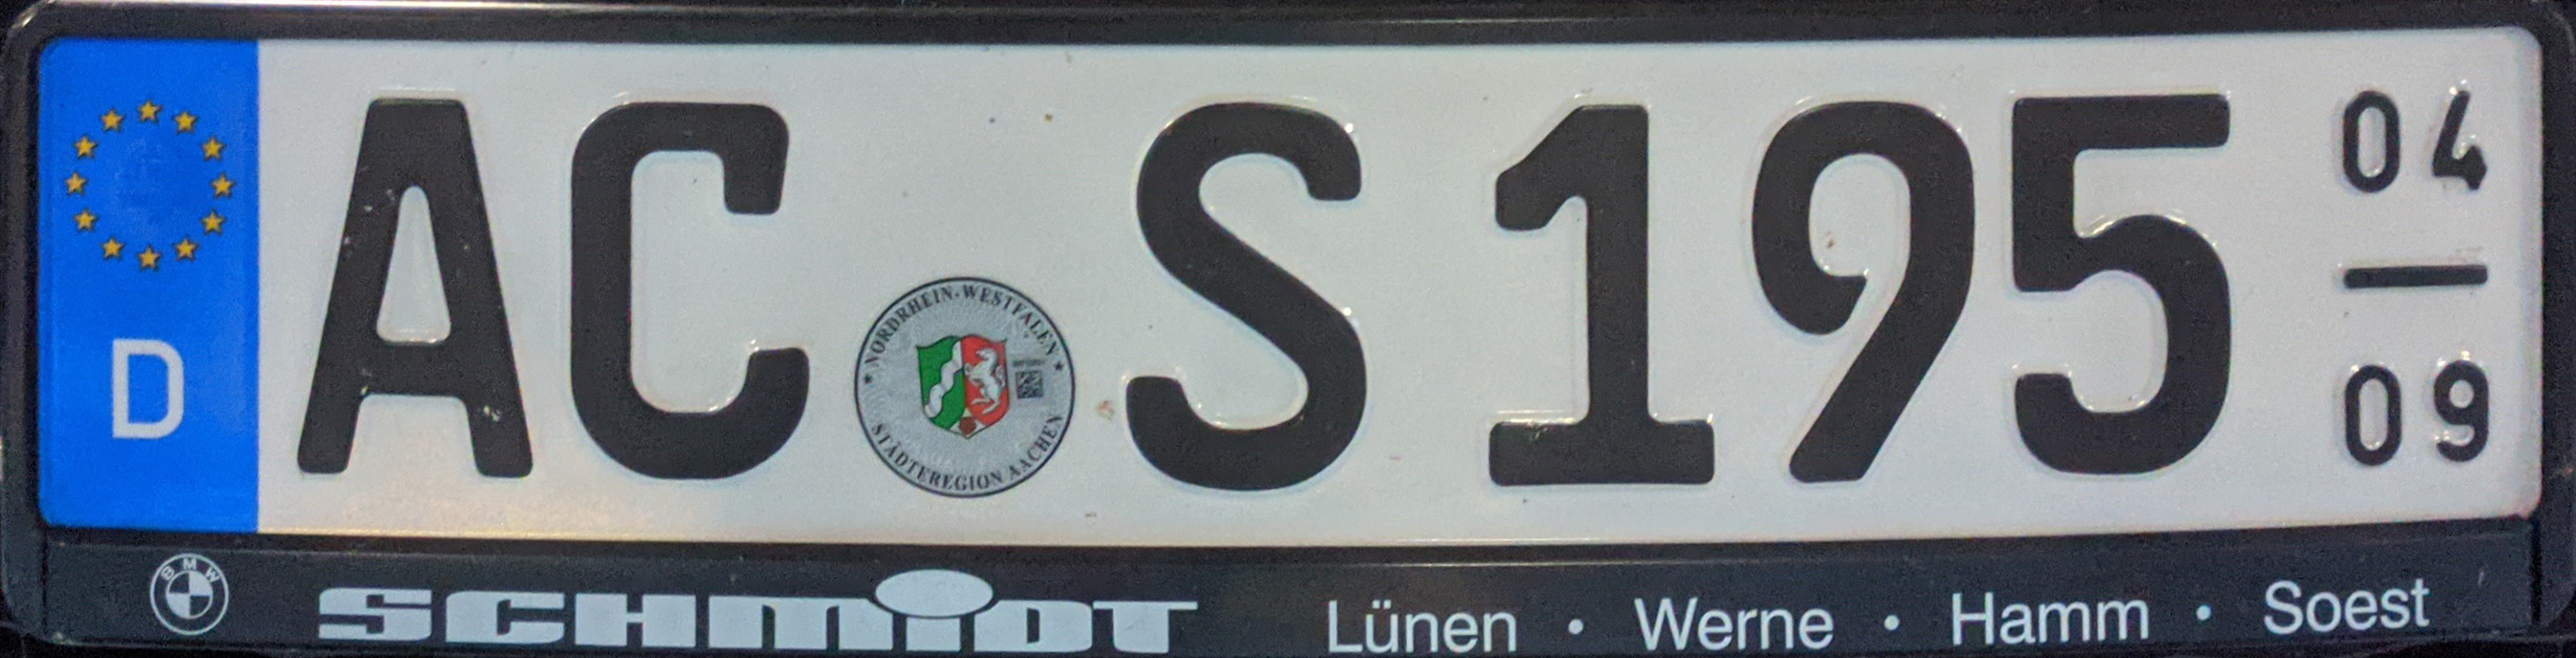 D
AC S 195
04
09
NORDRHEIN-WESTFALEN
STÄDTEREGION AACHEN
BMW
SCHMIDT Lünen · Werne · Hamm · Soest